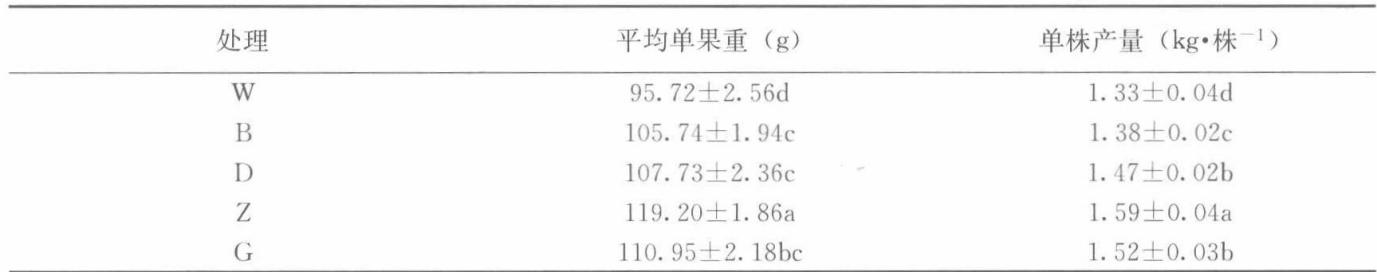 处理 平均单果重（g） 单株产量（kg•株⁻¹）
W 95.72±2.56d 1.33±0.04d
B 105.74±1.94c 1.38±0.02c
D 107.73±2.36c 1.47±0.02b
Z 119.20±1.86a 1.59±0.04a
G 110.95±2.18bc 1.52±0.03b